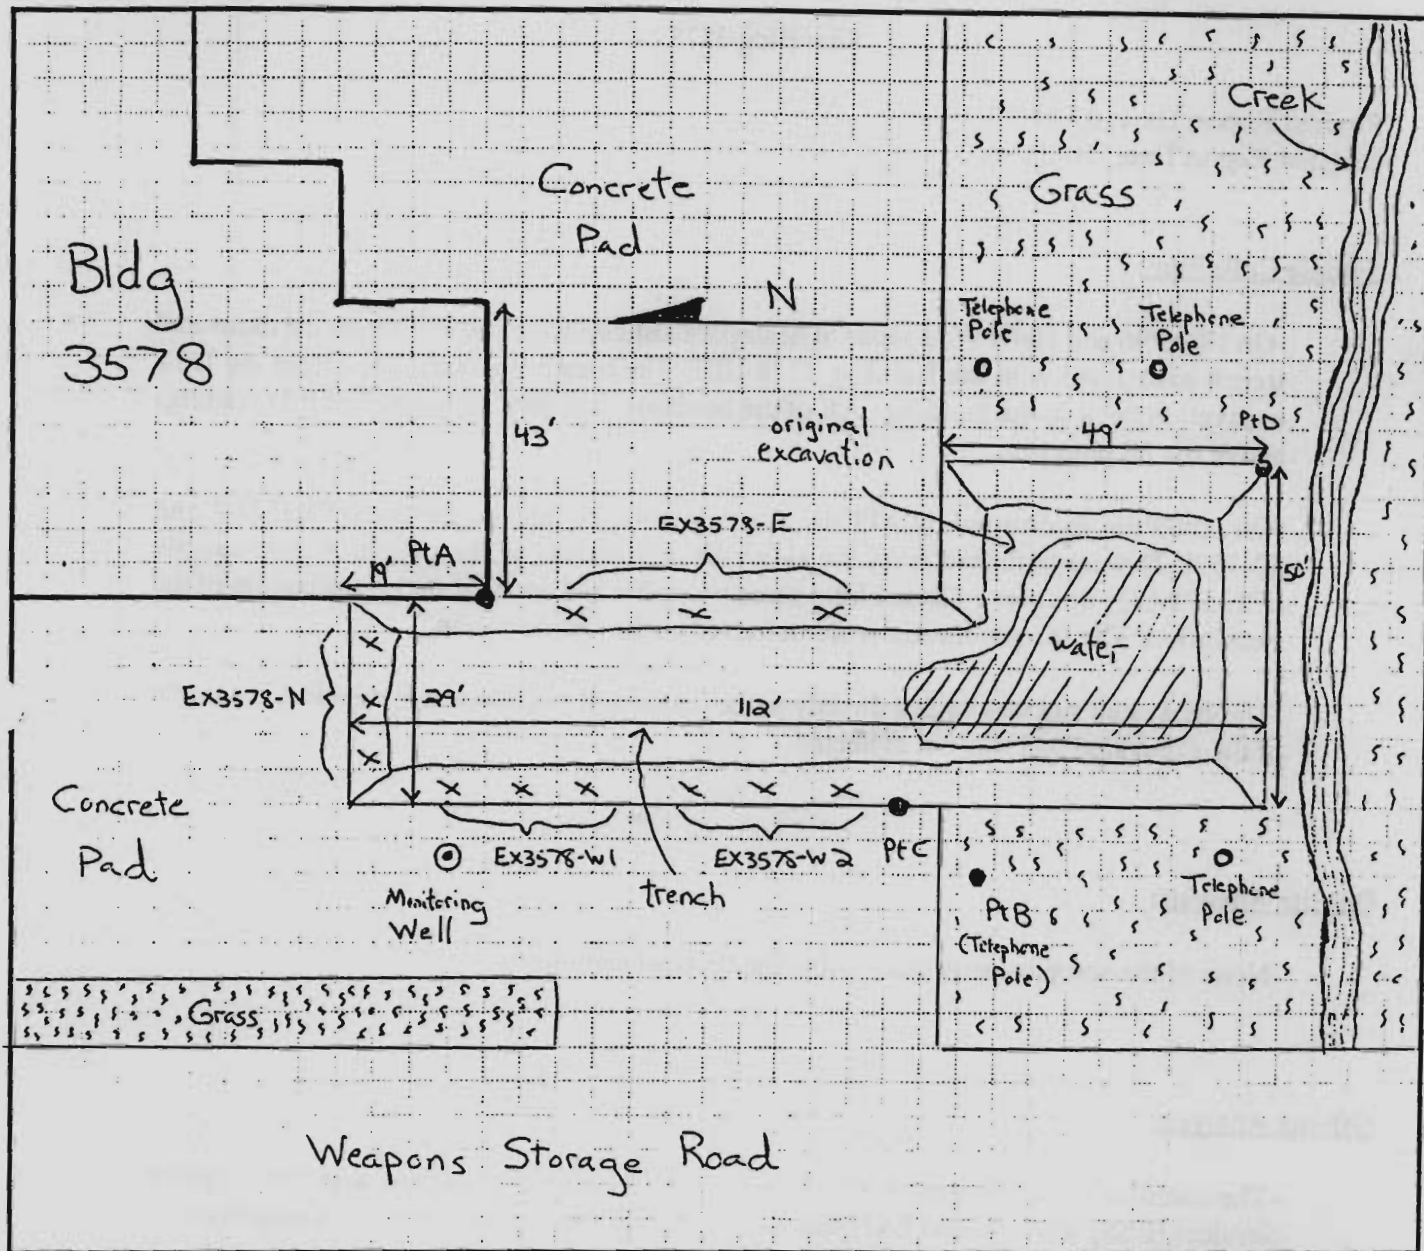 Creek
Concrete
Pad
Grass
Bldg
3578
N
Telephone
Pole
Telephone
Pole
PtD
43'
original
excavation
49'
EX3578-E
19'
PtA
50'
water
EX3578-N
29'
112'
Concrete
Pad
EX3578-W1
EX3578-W2
PtC
Monitoring
Well
trench
PtB
(Telephone
Pole)
Telephone
Pole
Grass
Weapons Storage Road